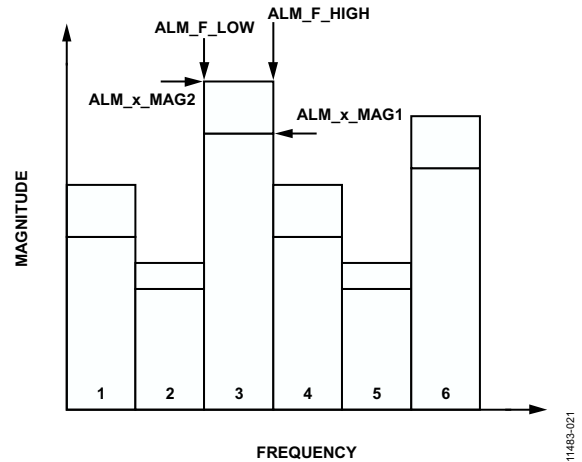 ALM_F_LOW
ALM_F_HIGH
ALM_x_MAG2
ALM_x_MAG1
MAGNITUDE
1 2 3 4 5 6
FREQUENCY
11483-021